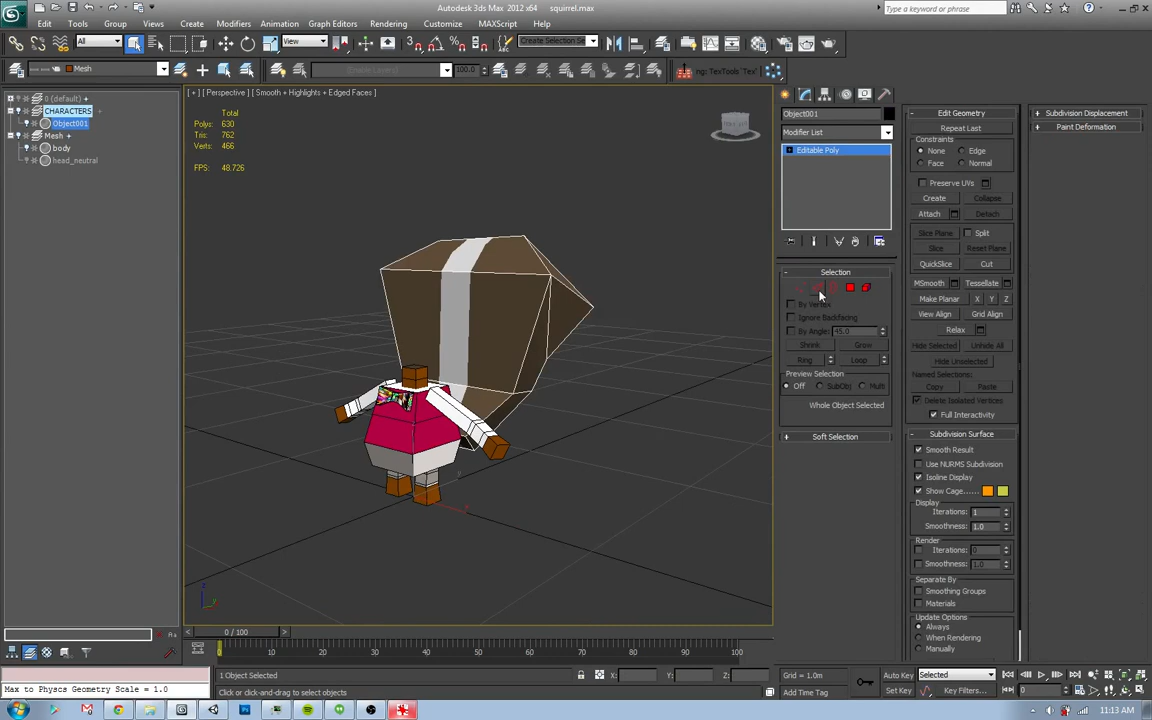 Autodesk 3ds Max 2012 x64    squirrel.max
Type a keyword or phrase
Edit Tools Group Views Create Modifiers Animation Graph Editors Rendering Customize MAXScript Help
All View Create Selection Se
Mesh 100.0 ng: TexTools 'Tex'
0 (default)
CHARACTERS
Object001
Mesh
body
head_neutral
[ + ] [ Perspective ] [ Smooth + Highlights + Edged Faces ]
Total
Polys: 630
Tris: 762
Verts: 466
FPS: 48.726
Object001
Modifier List
Editable Poly
Selection
By Vertex
Ignore Backfacing
By Angle: 45.0
Shrink Grow
Ring Loop
Preview Selection
Off SubObj Multi
Whole Object Selected
Soft Selection
Edit Geometry
Repeat Last
Constraints
None Edge
Face Normal
Preserve UVs
Create Collapse
Attach Detach
Slice Plane Split
Slice Reset Plane
QuickSlice Cut
MSmooth Tessellate
Make Planar X Y Z
View Align Grid Align
Relax
Hide Selected Unhide All
Hide Unselected
Named Selections:
Copy Paste
Delete Isolated Vertices
Full Interactivity
Subdivision Surface
Smooth Result
Use NURMS Subdivision
Isoline Display
Show Cage......
Display
Iterations: 1
Smoothness: 1.0
Render
Iterations: 0
Smoothness: 1.0
Separate By
Smoothing Groups
Materials
Update Options
Always
When Rendering
Manually
Subdivision Displacement
Paint Deformation
0 / 100
0 10 20 30 40 50 60 70 80 90 100
1 Object Selected X: Y: Z: Grid = 1.0m
Auto Key Selected
Max to Physcs Geometry Scale = 1.0
Click or click-and-drag to select objects
Add Time Tag
Set Key Key Filters... 0
11:13 AM